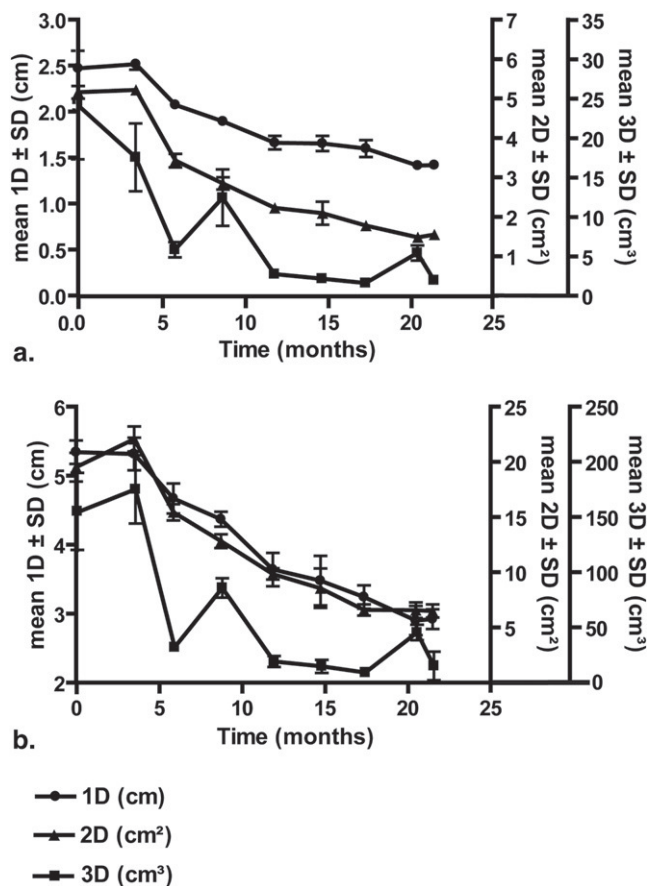 3.0
2.5
2.0
1.5
1.0
0.5
0.0
mean 1D ± SD (cm)
7
6
5
4
3
2
1
mean 2D ± SD (cm²)
35
30
25
20
15
10
5
0
mean 3D ± SD (cm³)
0.0 5 10 15 20 25
Time (months)
a.
6
5
4
3
2
mean 1D ± SD (cm)
25
20
15
10
5
mean 2D ± SD (cm²)
250
200
150
100
50
0
mean 3D ± SD (cm³)
0 5 10 15 20 25
Time (months)
b.
1D (cm)
2D (cm²)
3D (cm³)